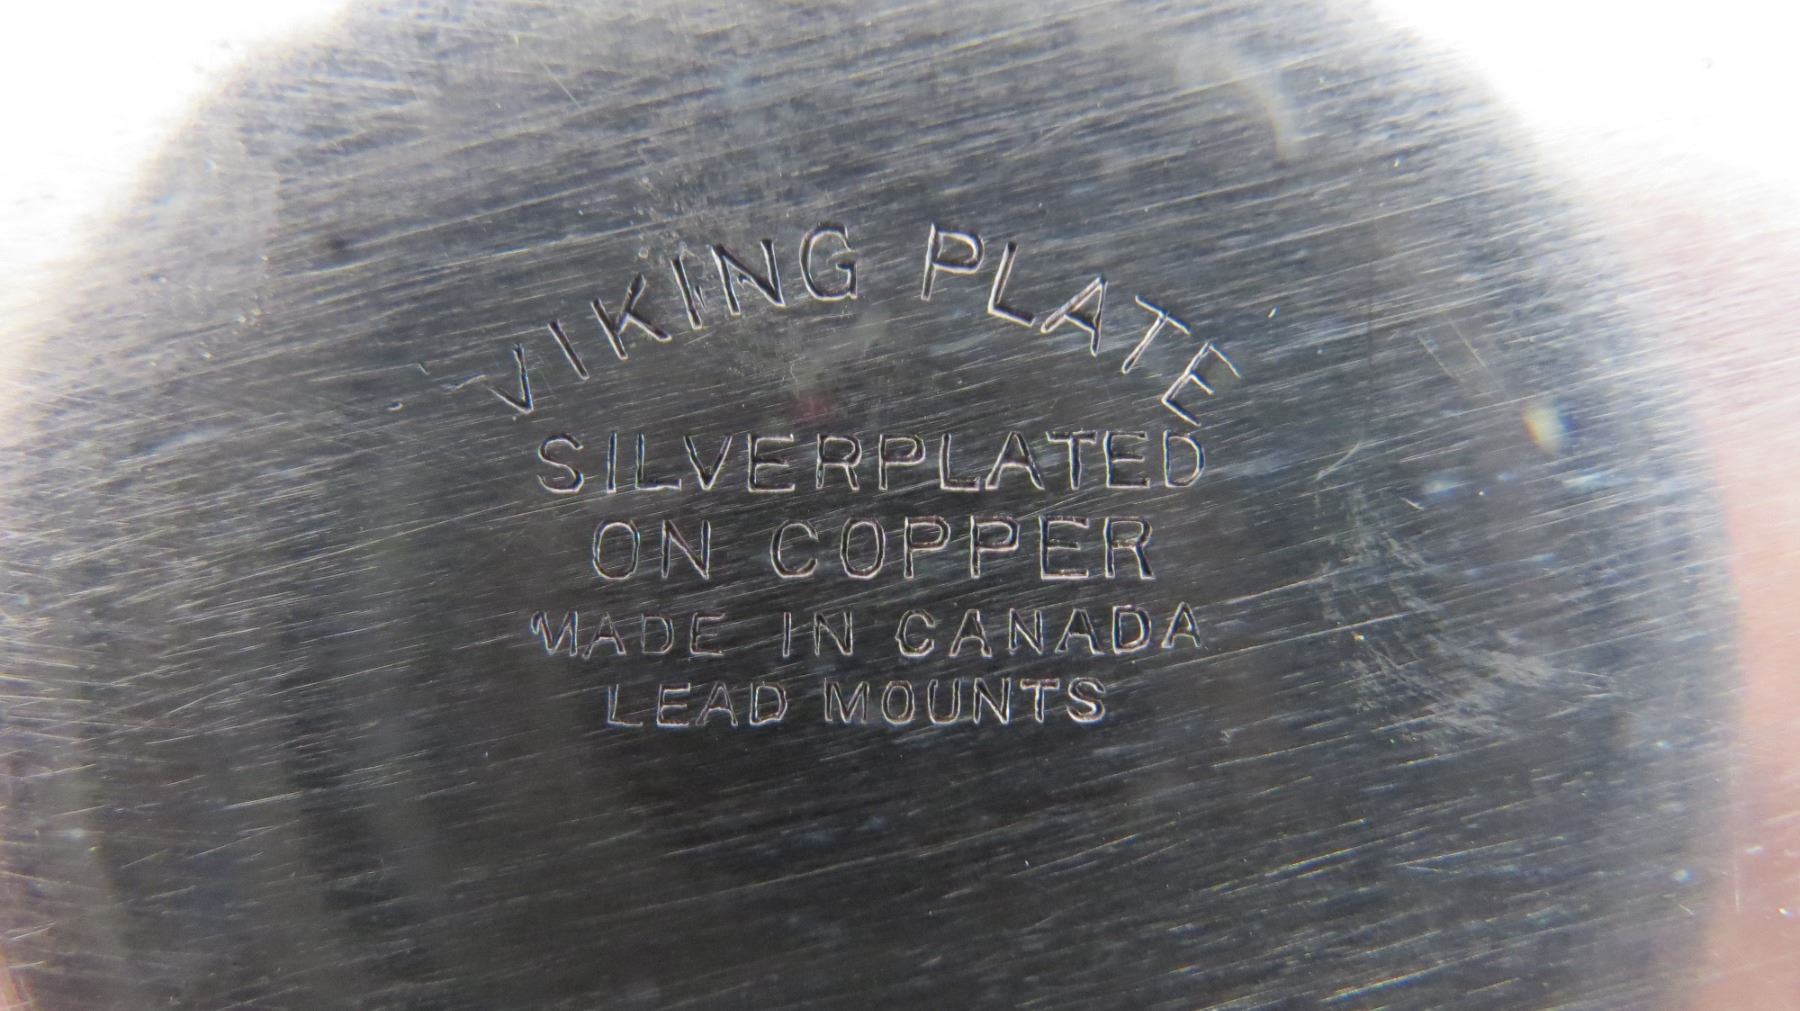 VIKING PLATE
SILVERPLATED
ON COPPER
MADE IN CANADA
LEAD MOUNTS